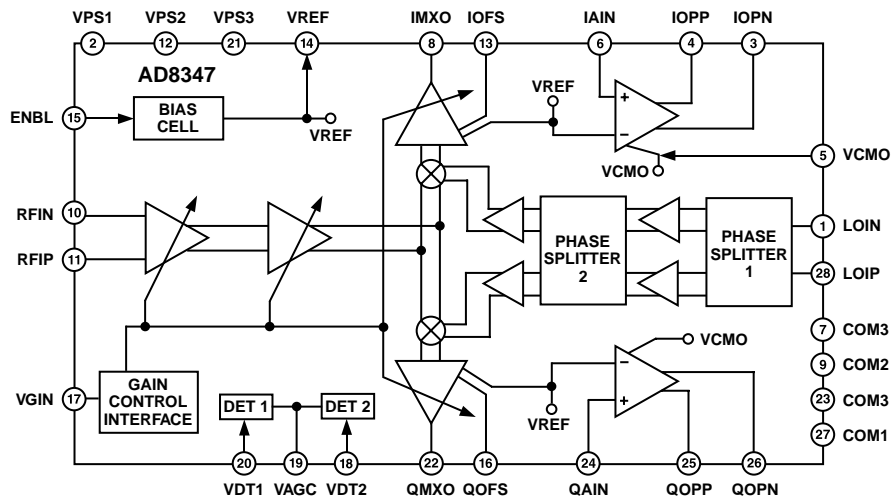 VPS1 VPS2 VPS3 VREF IMXO IOFS IAIN IOPP IOPN
2 12 21 14 8 13 6 4 3
AD8347
ENBL 15
BIAS
CELL
VREF
VREF
+
−
VCMO
5 VCMO
RFIN 10
RFIP 11
PHASE
SPLITTER
2
PHASE
SPLITTER
1
1 LOIN
28 LOIP
7 COM3
9 COM2
23 COM3
27 COM1
VCMO
−
+
VREF
VGIN 17
GAIN
CONTROL
INTERFACE
DET 1
DET 2
20 19 18 22 16 24 25 26
VDT1 VAGC VDT2 QMXO QOFS QAIN QOPP QOPN